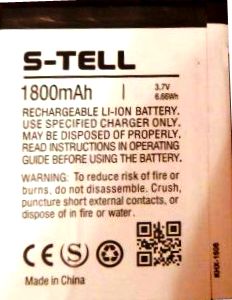 S-TELL
1800mAh
3.7V
6.66Wh
RECHARGEABLE LI-ION BATTERY.
USE SPECIFIED CHARGER ONLY.
MAY BE DISPOSED OF PROPERLY.
READ INSTRUCTIONS IN OPERATING
GUIDE BEFORE USING THE BATTERY.
WARNING: To reduce risk of fire or
burns, do not disassemble. Crush,
puncture short external contacts, or
dispose of in fire or water.
CE S
Made in China